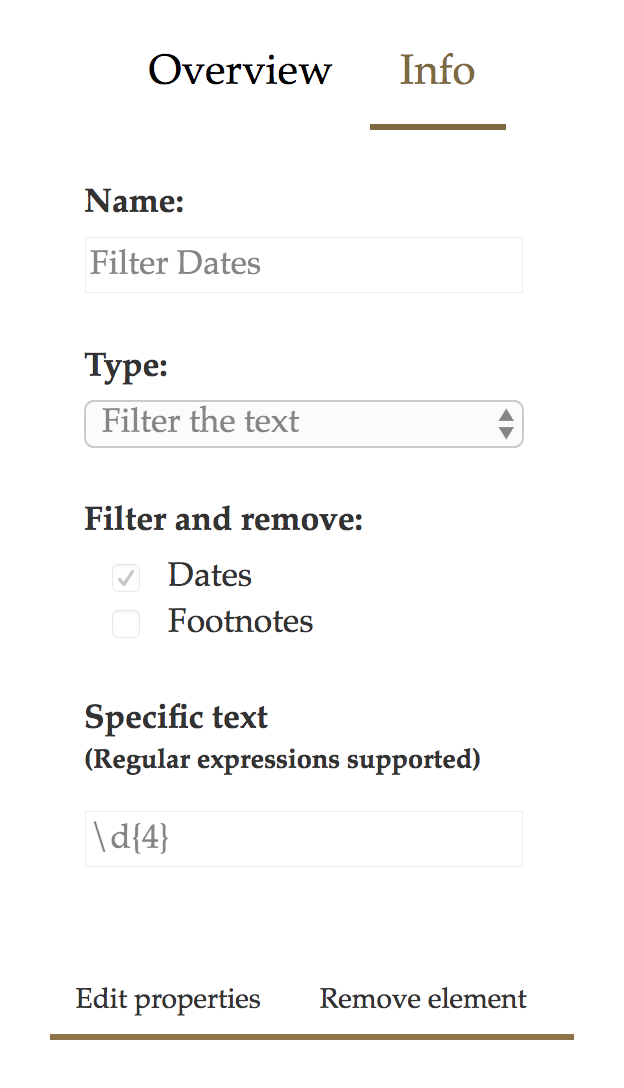 Overview Info
Name:
Filter Dates
Type:
Filter the text
Filter and remove:
Dates
Footnotes
Specific text
(Regular expressions supported)
\d{4}
Edit properties Remove element